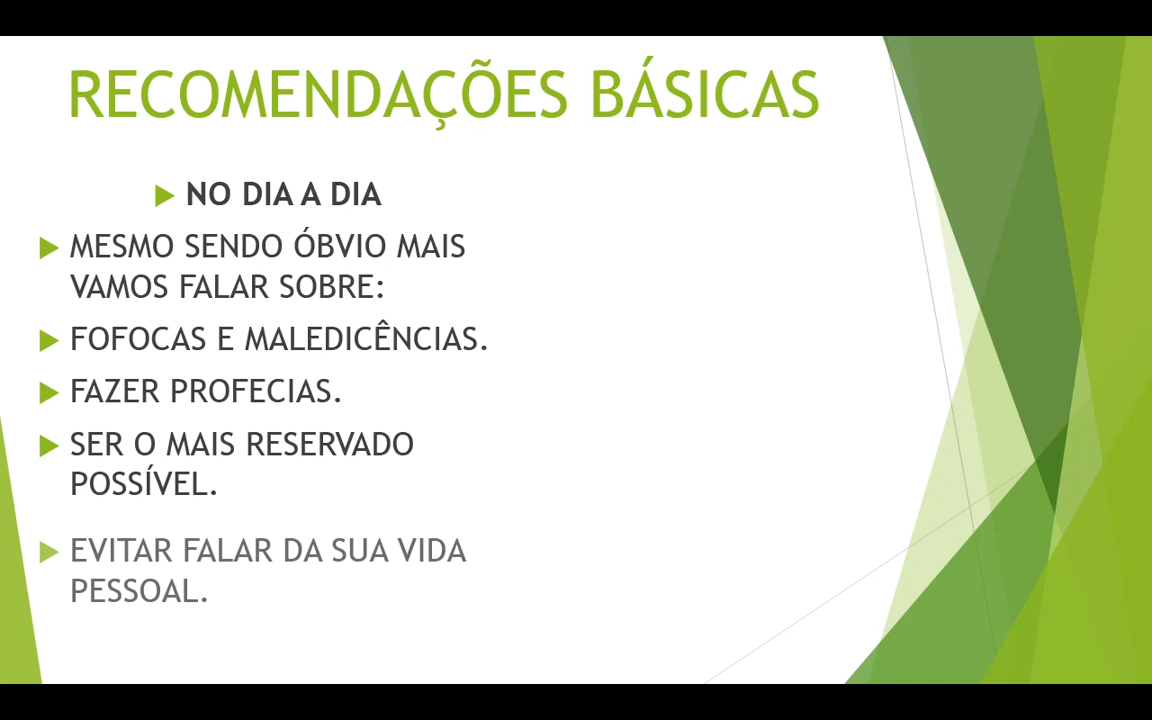 RECOMENDAÇÕES BÁSICAS
NO DIA A DIA
MESMO SENDO ÓBVIO MAIS
VAMOS FALAR SOBRE:
FOFOCAS E MALEDICÊNCIAS.
FAZER PROFECIAS.
SER O MAIS RESERVADO
POSSÍVEL.
EVITAR FALAR DA SUA VIDA
PESSOAL.